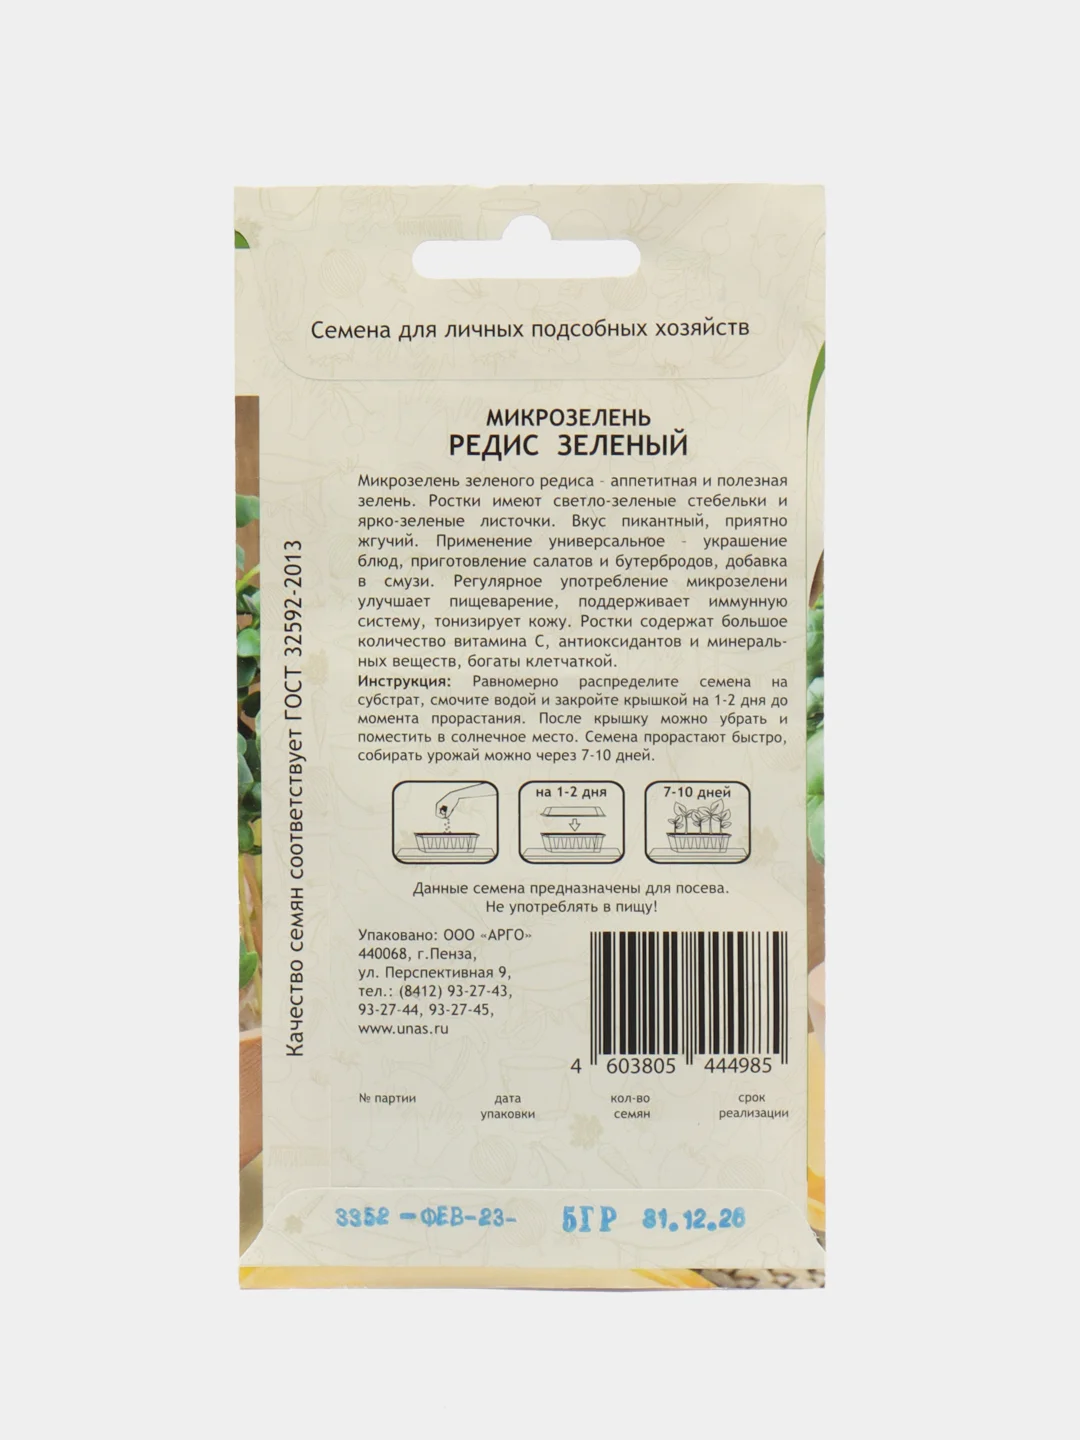 Семена для личных подсобных хозяйств
МИКРОЗЕЛЕНЬ
РЕДИС ЗЕЛЕНЫЙ
Микрозелень зеленого редиса - аппетитная и полезная
зелень. Ростки имеют светло-зеленые стебельки и
ярко-зеленые листочки. Вкус пикантный, приятно
жгучий. Применение универсальное - украшение
блюд, приготовление салатов и бутербродов, добавка
в смузи. Регулярное употребление микрозелени
улучшает пищеварение, поддерживает иммунную
систему, тонизирует кожу. Ростки содержат большое
количество витамина С, антиоксидантов и минераль-
ных веществ, богаты клетчаткой.
Инструкция: Равномерно распределите семена на
субстрат, смочите водой и закройте крышкой на 1-2 дня до
момента прорастания. После крышку можно убрать и
поместить в солнечное место. Семена прорастают быстро,
собирать урожай можно через 7-10 дней.
на 1-2 дня
7-10 дней
Данные семена предназначены для посева.
Не употреблять в пищу!
Качество семян соответствует ГОСТ 32592-2013
Упаковано: ООО «АРГО»
440068, г.Пенза,
ул. Перспективная 9,
тел.: (8412) 93-27-43,
93-27-44, 93-27-45,
www.unas.ru
4 603805 444985
№ партии дата упаковки кол-во семян срок реализации
3352 -ФЕВ-23- 5ГР 31.12.26